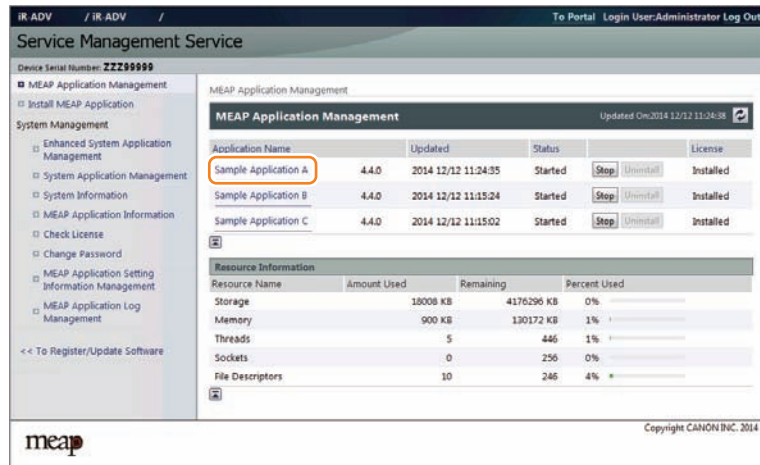 iR-ADV / iR-ADV / To Portal Login User:Administrator Log Out
Service Management Service
Device Serial Number: ZZZ99999
MEAP Application Management
Install MEAP Application
System Management
Enhanced System Application
Management
System Application Management
System Information
MEAP Application Information
Check License
Change Password
MEAP Application Setting
Information Management
MEAP Application Log
Management
<< To Register/Update Software
MEAP Application Management
MEAP Application Management Updated On:2014 12/12 11:24:38
Application Name Updated Status License
Sample Application A 4.4.0 2014 12/12 11:24:35 Started Stop Uninstall Installed
Sample Application B 4.4.0 2014 12/12 11:15:24 Started Stop Uninstall Installed
Sample Application C 4.4.0 2014 12/12 11:15:02 Started Stop Uninstall Installed
Resource Information
Resource Name Amount Used Remaining Percent Used
Storage 18008 KB 4176296 KB 0%
Memory 900 KB 130172 KB 1%
Threads 5 446 1%
Sockets 0 256 0%
File Descriptors 10 246 4%
Copyright CANON INC. 2014
meap